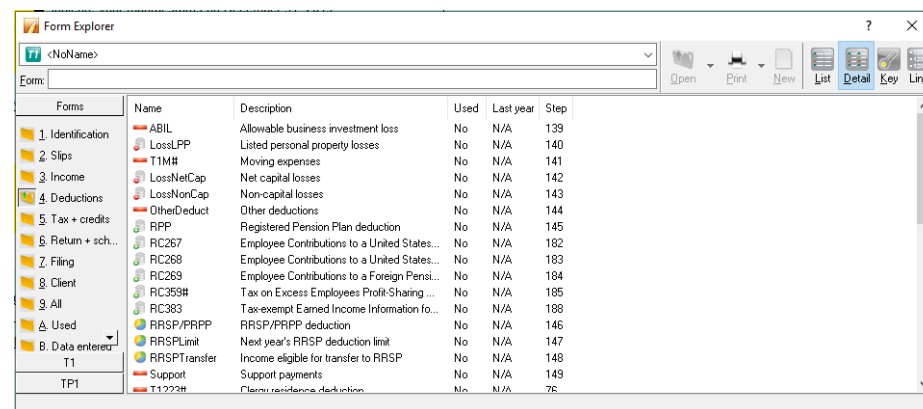 Form Explorer
? ×
T1 <NoName>
Form:
Open Print New List Detail Key Lin
Forms
1. Identification
2. Slips
3. Income
4. Deductions
5. Tax + credits
6. Return + sch...
7. Filing
8. Client
9. All
A. Used
B. Data entered
T1
TP1
Name Description Used Last year Step
ABIL Allowable business investment loss No N/A 139
LossLPP Listed personal property losses No N/A 140
T1M# Moving expenses No N/A 141
LossNetCap Net capital losses No N/A 142
LossNonCap Non-capital losses No N/A 143
OtherDeduct Other deductions No N/A 144
RPP Registered Pension Plan deduction No N/A 145
RC267 Employee Contributions to a United States... No N/A 182
RC268 Employee Contributions to a United States... No N/A 183
RC269 Employee Contributions to a Foreign Pensi... No N/A 184
RC359# Tax on Excess Employees Profit-Sharing ... No N/A 185
RC383 Tax-exempt Earned Income Information fo... No N/A 188
RRSP/PRPP RRSP/PRPP deduction No N/A 146
RRSPLimit Next year's RRSP deduction limit No N/A 147
RRSPTransfer Income eligible for transfer to RRSP No N/A 148
Support Support payments No N/A 149
T1223# Clergy residence deduction No N/A 76